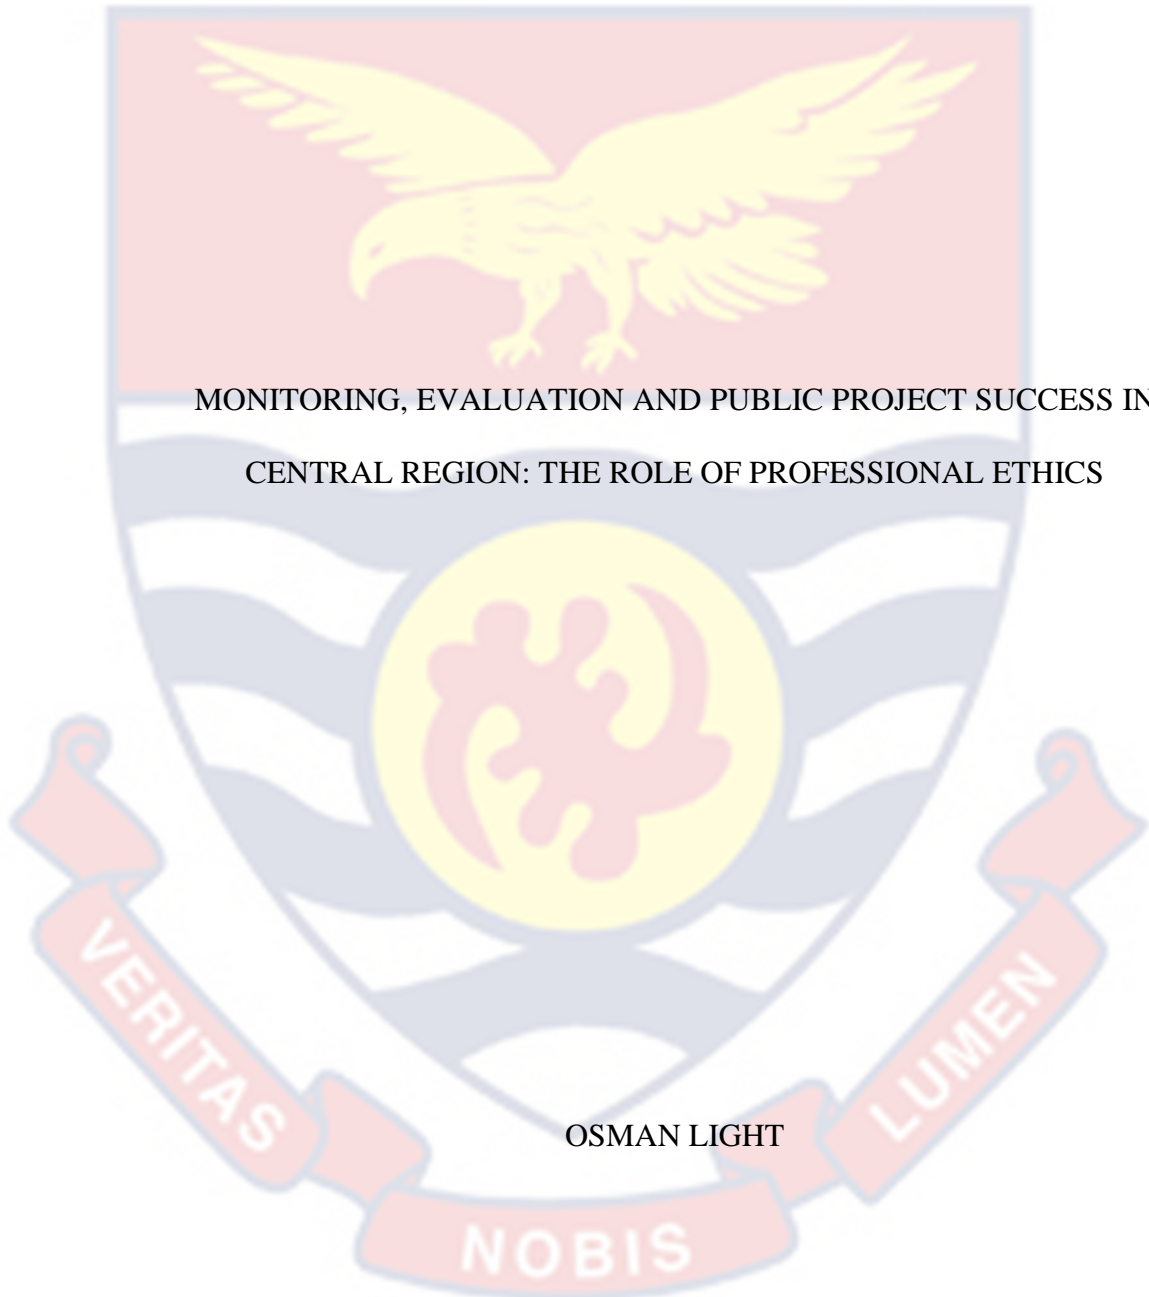 MONITORING, EVALUATION AND PUBLIC PROJECT SUCCESS IN
CENTRAL REGION: THE ROLE OF PROFESSIONAL ETHICS
OSMAN LIGHT
VERITAS
NOBIS
LUMEN